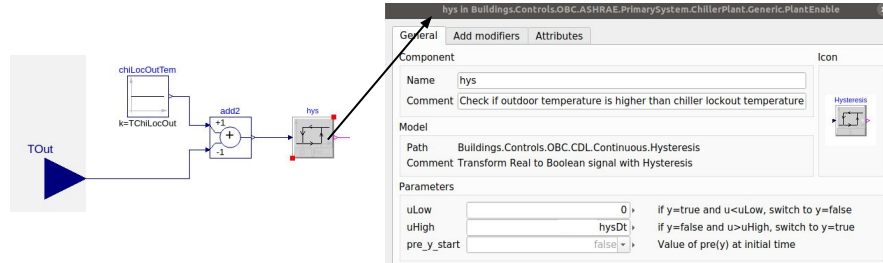 hys in Buildings.Controls.OBC.ASHRAE.PrimarySystem.ChillerPlant.Generic.PlantEnable
General Add modifiers Attributes
Component
Icon
Name hys
Comment Check if outdoor temperature is higher than chiller lockout temperature
Hysteresis
Model
Path Buildings.Controls.OBC.CDL.Continuous.Hysteresis
Comment Transform Real to Boolean signal with Hysteresis
Parameters
uLow 0 if y=true and u<uLow, switch to y=false
uHigh hysDt if y=false and u>uHigh, switch to y=true
pre_y_start false Value of pre(y) at initial time
chiLocOutTem
k=TChiLocOut
add2
+1
+
-1
hys
TOut